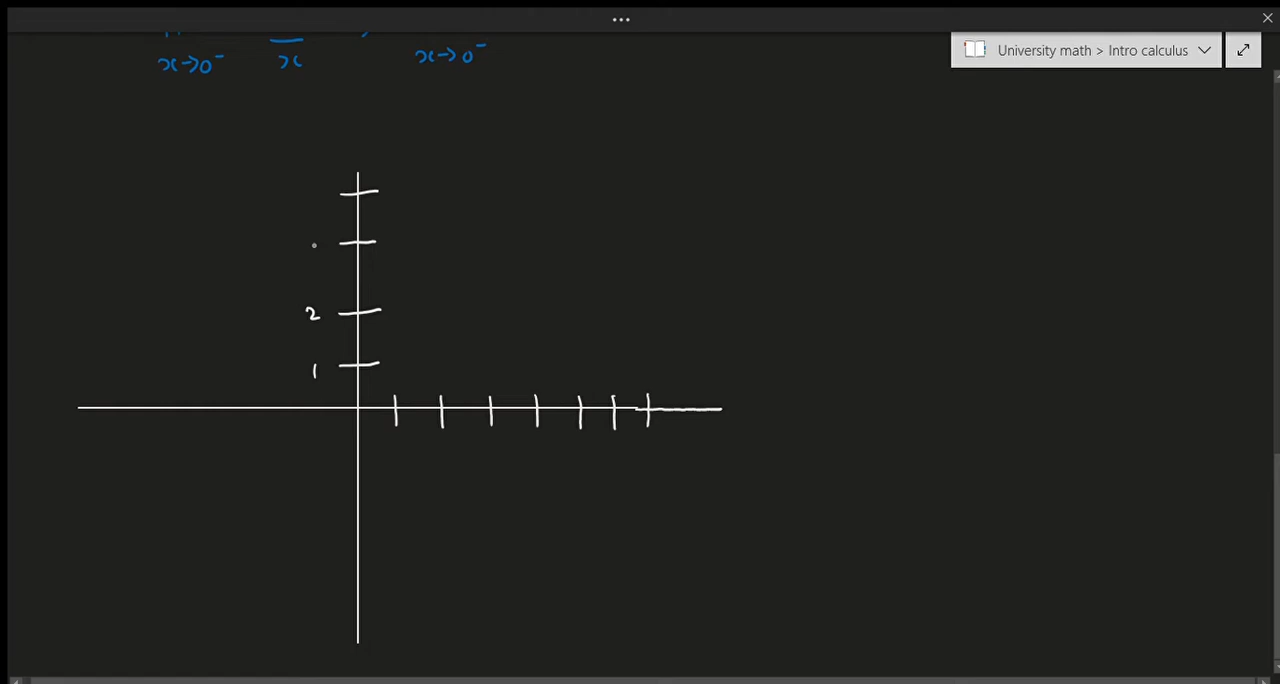 University math > Intro calculus
x→0⁻ x x→0⁻
2
1